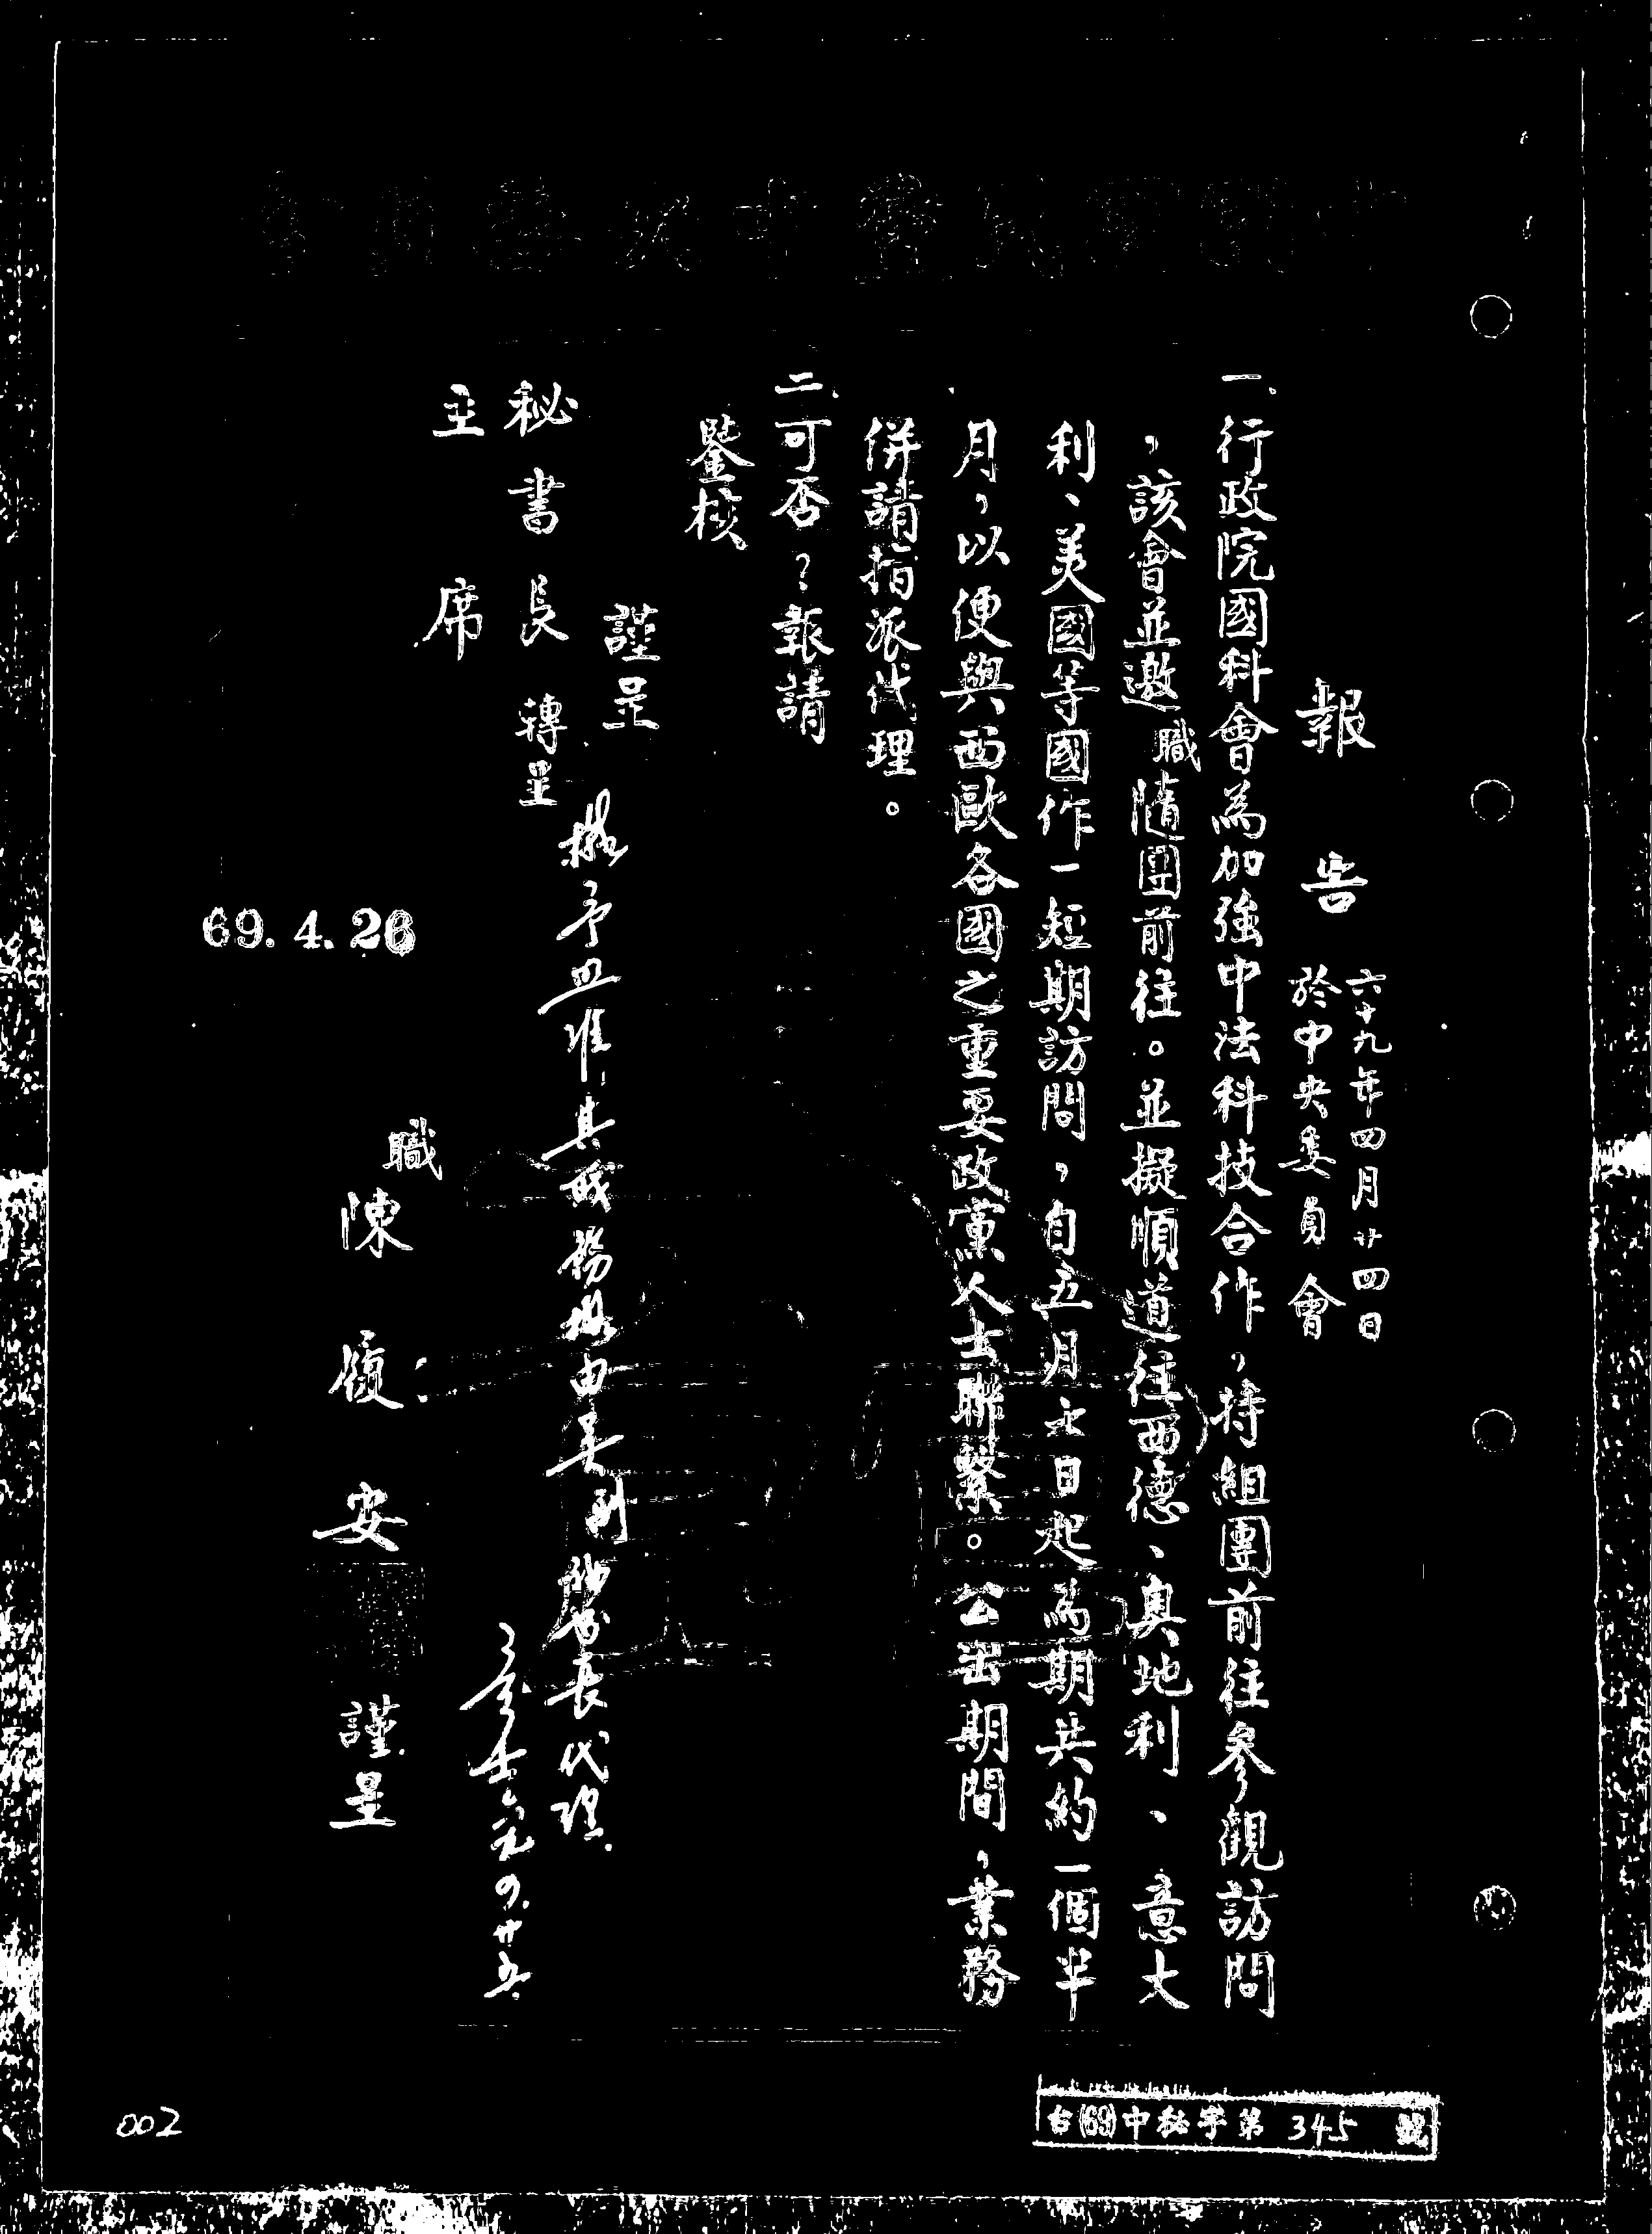 報告
六十九年四月廿四日
於中央委員會
一、行政院國科會為加強中法科技合作，特組團前往參觀訪問
，該會並邀職隨團前往。並擬順道往西德、奧地利、意大
利、美國等國作一短期訪問，自五月七日起為期共約一個半
月，以便與西歐各國之重要政黨人士聯繫。公出期間，業務
併請指派代理。
二、可否？報請
鑒核
謹呈
秘書長 轉呈
主席
擬予照准其職務擬由吳副秘書長代理.
四.廿五.
職
陳履安 謹呈
69.4.26
台(69)中秘字第 345 號
002